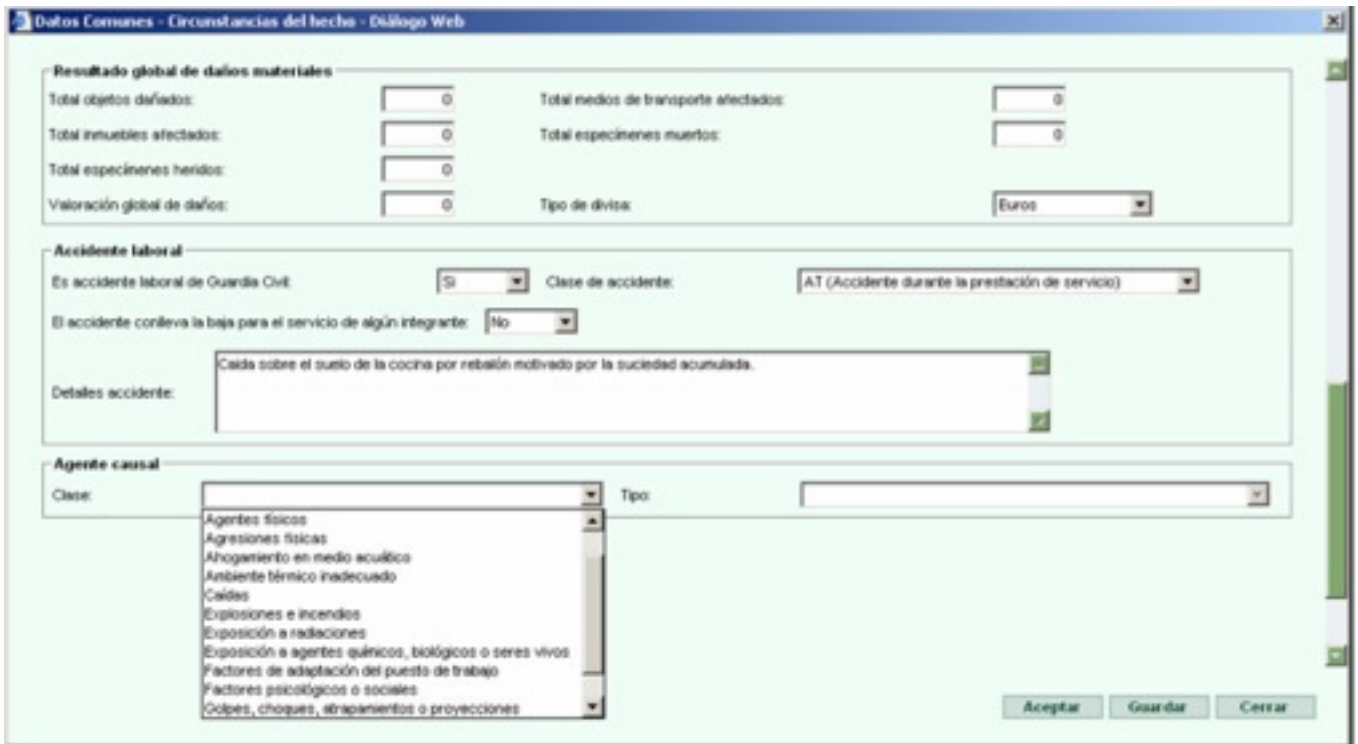 Datos Comunes - Circunstancias del hecho - Diálogo Web
Resultado global de daños materiales
Total objetos dañados: 0 Total medios de transporte afectados: 0
Total inmuebles afectados: 0 Total especímenes muertos: 0
Total especímenes heridos: 0
Valoración global de daños: 0 Tipo de divisa: Euros
Accidente laboral
Es accidente laboral de Guardia Civil: Si Clase de accidente: AT (Accidente durante la prestación de servicio)
El accidente conlleva la baja para el servicio de algún integrante: No
Detalles accidente: Caída sobre el suelo de la cocina por rebalón motivado por la suciedad acumulada.
Agente causal
Clase: Tipo:
Agentes físicos
Agresiones físicas
Ahogamiento en medio acuático
Ambiente térmico inadecuado
Caídas
Explosiones e incendios
Exposición a radiaciones
Exposición a agentes químicos, biológicos o seres vivos
Factores de adaptación del puesto de trabajo
Factores psicológicos o sociales
Golpes, choques, atrapamientos o proyecciones
Aceptar Guardar Cerrar